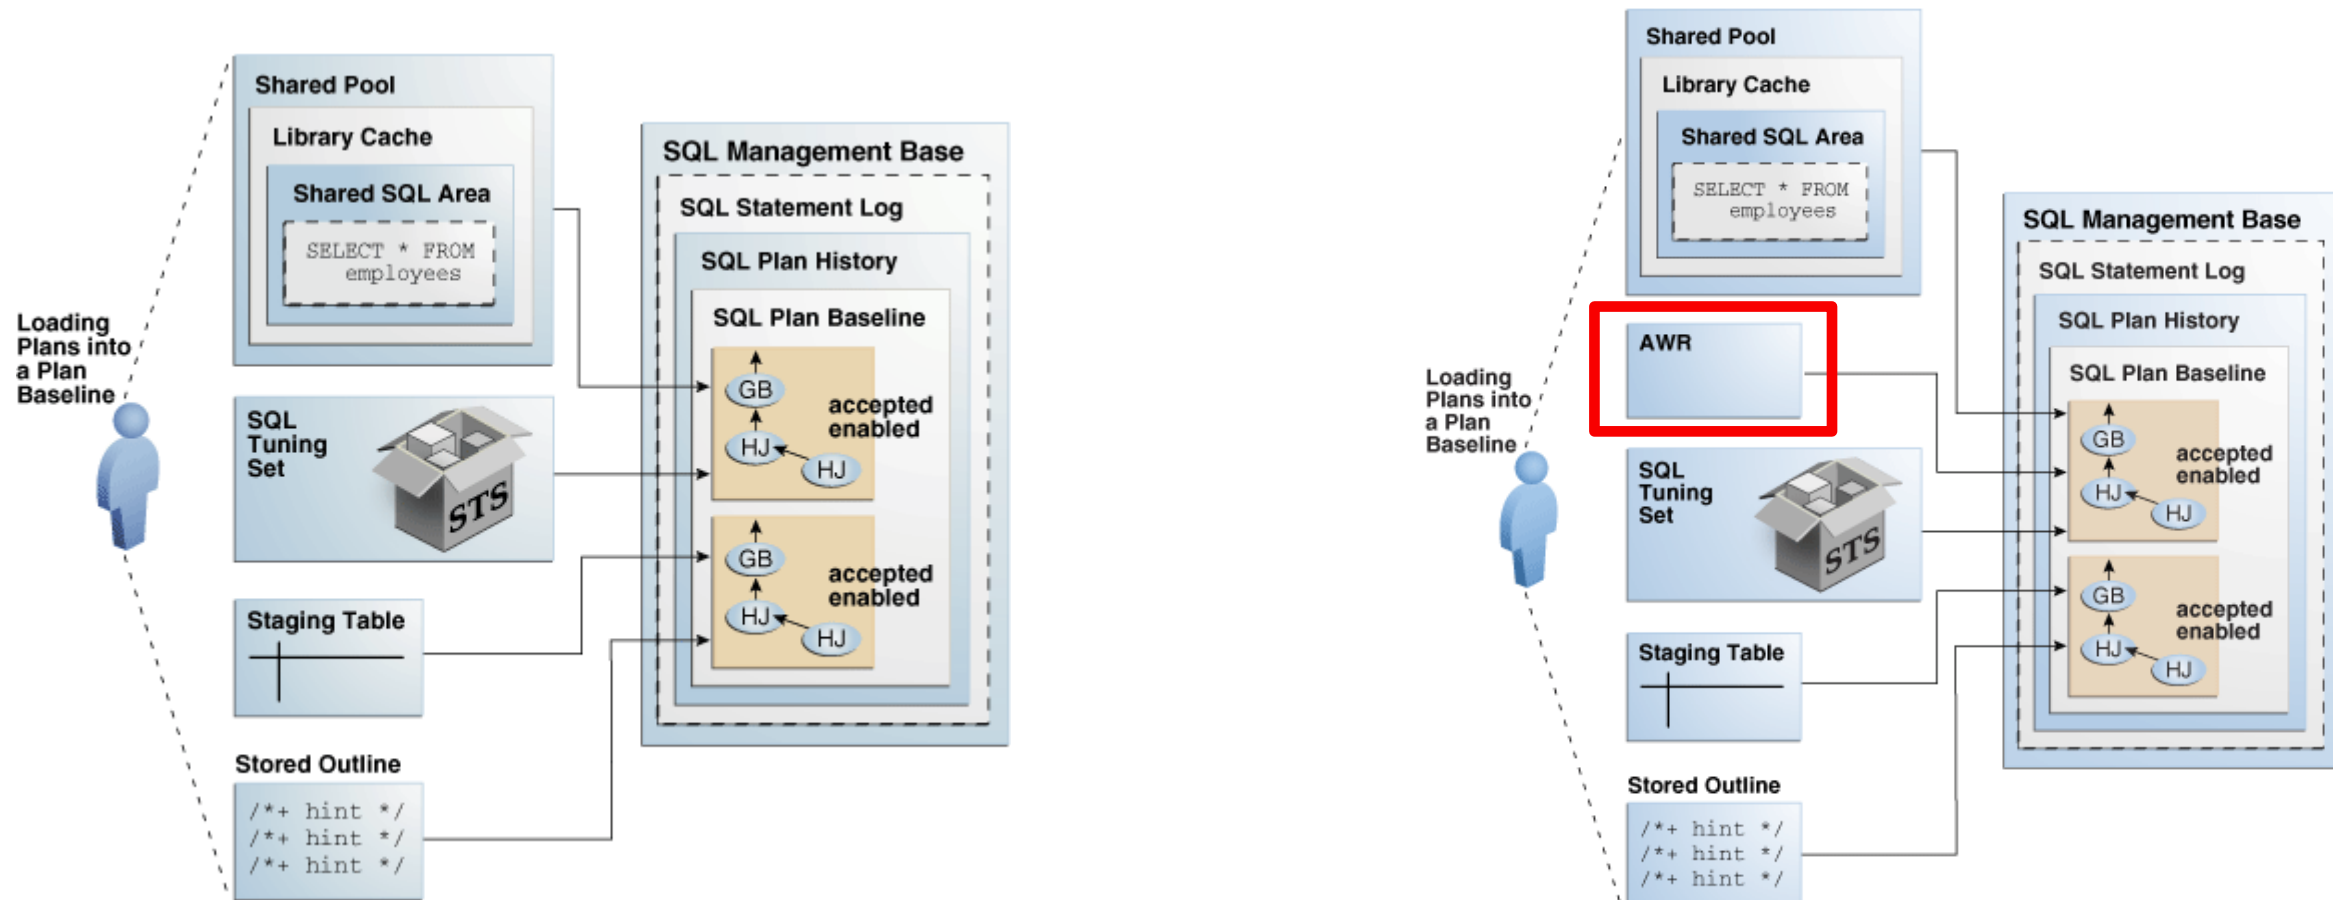 Shared Pool
Library Cache
Shared SQL Area
SELECT * FROM
employees
Loading
Plans into
a Plan
Baseline
SQL
Tuning
Set
STS
Staging Table
Stored Outline
/*+ hint */
/*+ hint */
/*+ hint */
SQL Management Base
SQL Statement Log
SQL Plan History
SQL Plan Baseline
GB
accepted
enabled
HJ
HJ
GB
accepted
enabled
HJ
HJ
Shared Pool
Library Cache
Shared SQL Area
SELECT * FROM
employees
AWR
Loading
Plans into
a Plan
Baseline
SQL
Tuning
Set
STS
Staging Table
Stored Outline
/*+ hint */
/*+ hint */
/*+ hint */
SQL Management Base
SQL Statement Log
SQL Plan History
SQL Plan Baseline
GB
accepted
enabled
HJ
HJ
GB
accepted
enabled
HJ
HJ